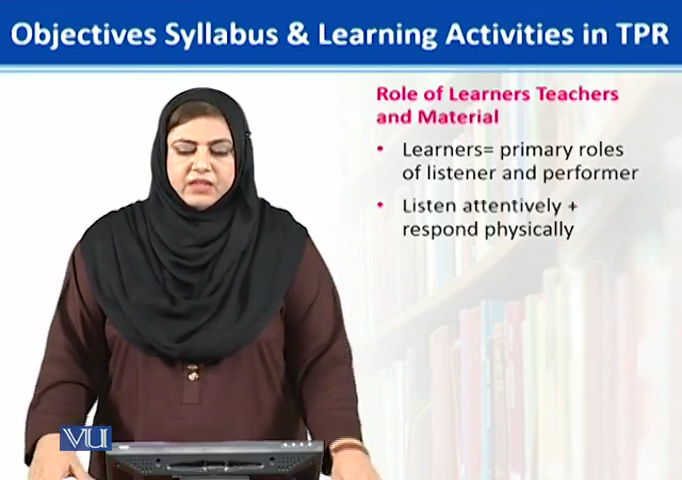 Objectives Syllabus & Learning Activities in TPR
Role of Learners Teachers
and Material
• Learners= primary roles
of listener and performer
• Listen attentively +
respond physically
VU